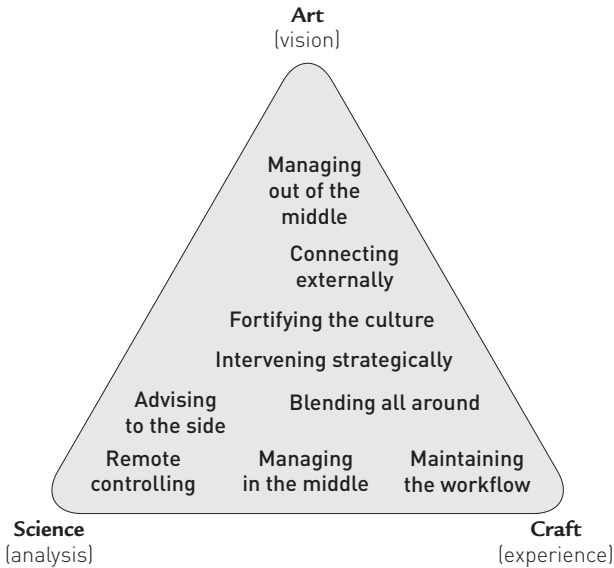 Art
(vision)
Managing
out of the
middle
Connecting
externally
Fortifying the culture
Intervening strategically
Advising
to the side
Blending all around
Remote
controlling
Managing
in the middle
Maintaining
the workflow
Science
(analysis)
Craft
(experience)